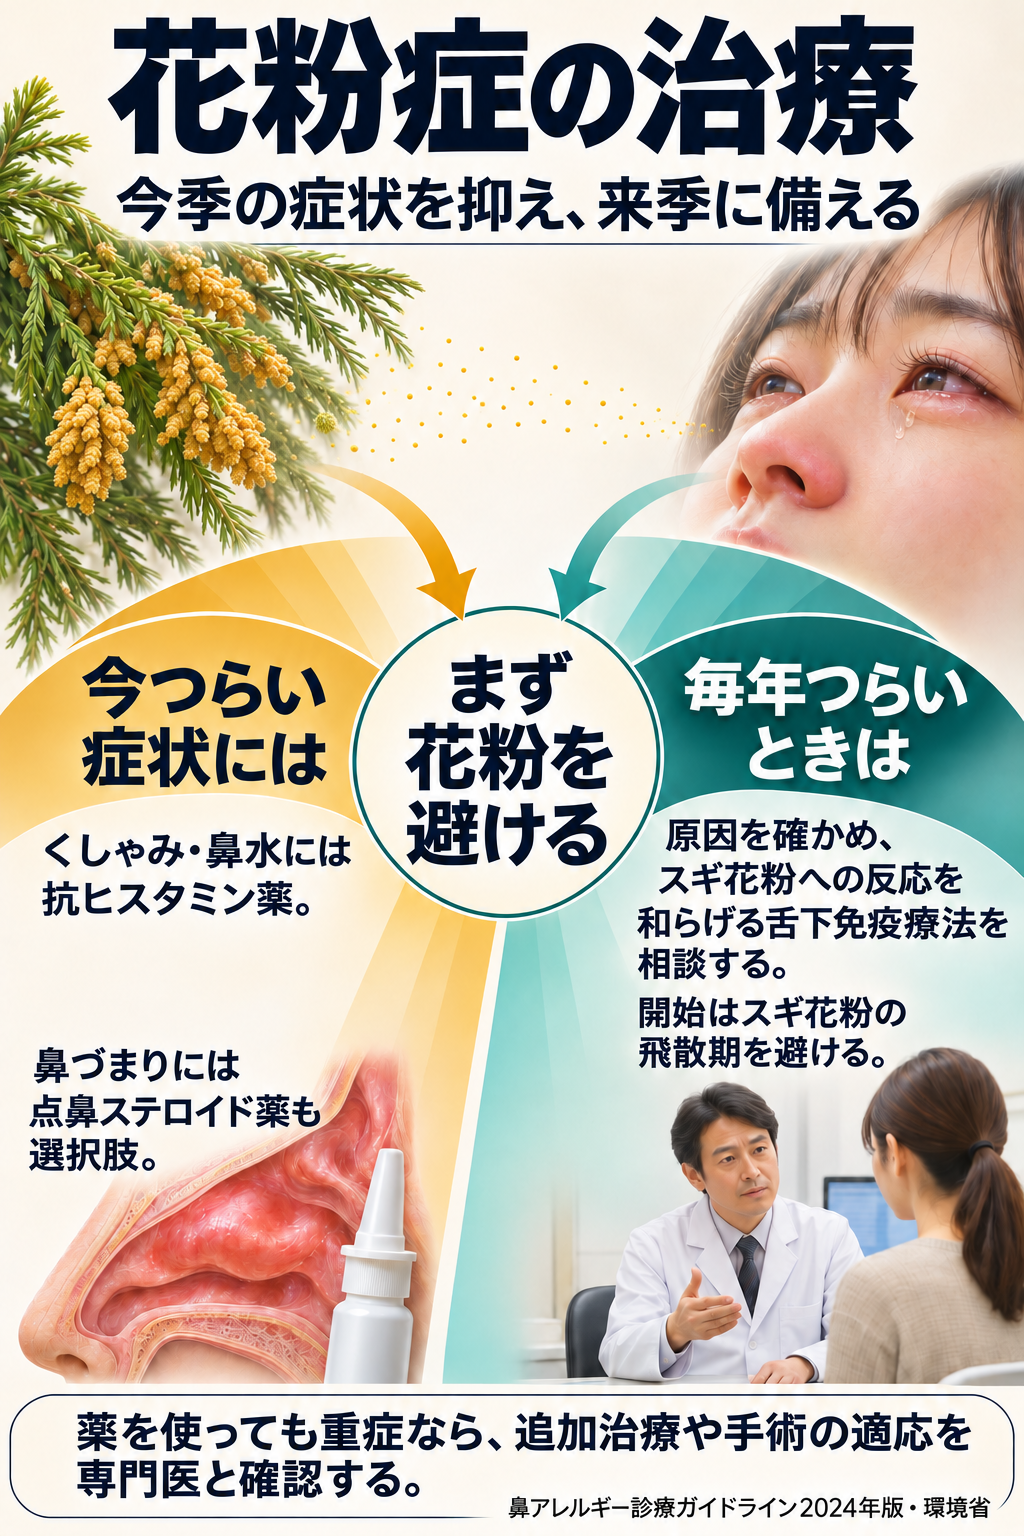 花粉症の治療
今季の症状を抑え、来季に備える
まず
花粉を
避ける
今つらい
症状には
くしゃみ・鼻水には
抗ヒスタミン薬。
鼻づまりには
点鼻ステロイド薬も
選択肢。
毎年つらい
ときは
原因を確かめ、
スギ花粉への反応を
和らげる舌下免疫療法を
相談する。
開始はスギ花粉の
飛散期を避ける。
薬を使っても重症なら、追加治療や手術の適応を
専門医と確認する。
鼻アレルギー診療ガイドライン2024年版・環境省